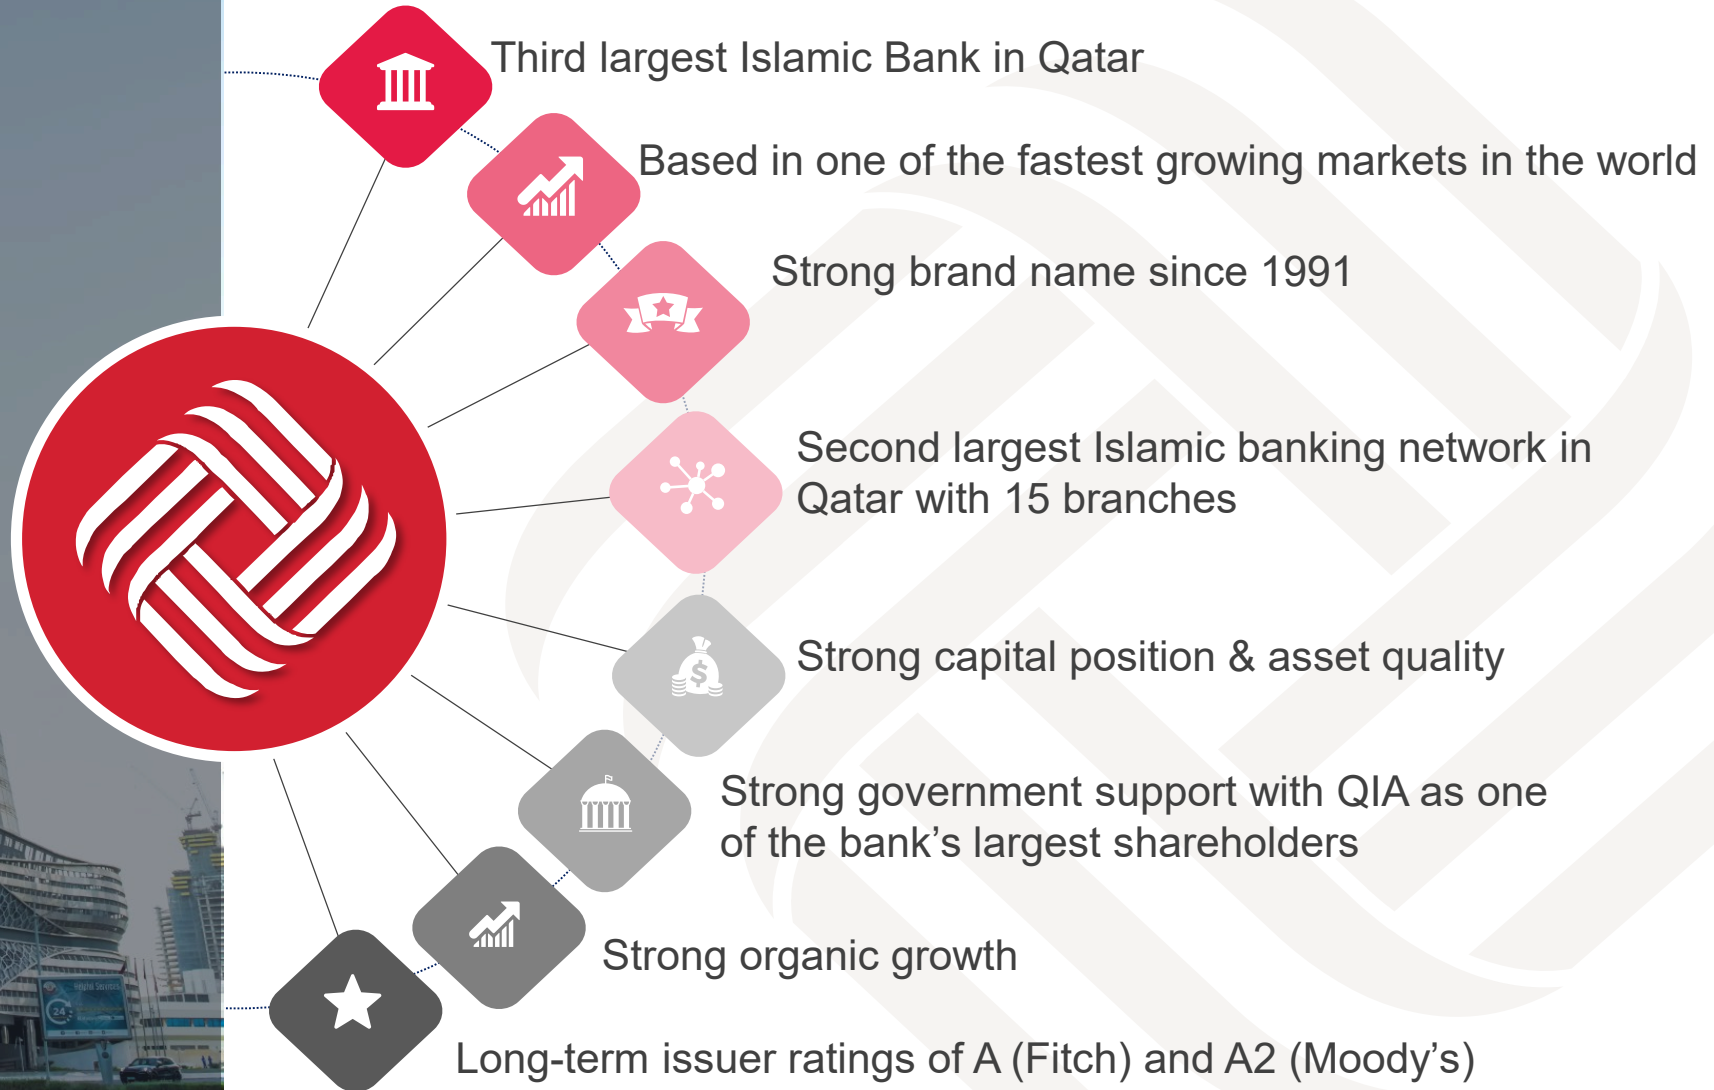 Third largest Islamic Bank in Qatar
Based in one of the fastest growing markets in the world
Strong brand name since 1991
Second largest Islamic banking network in
Qatar with 15 branches
$
Strong capital position & asset quality
Strong government support with QIA as one
of the bank’s largest shareholders
Strong organic growth
24
Long-term issuer ratings of A (Fitch) and A2 (Moody’s)